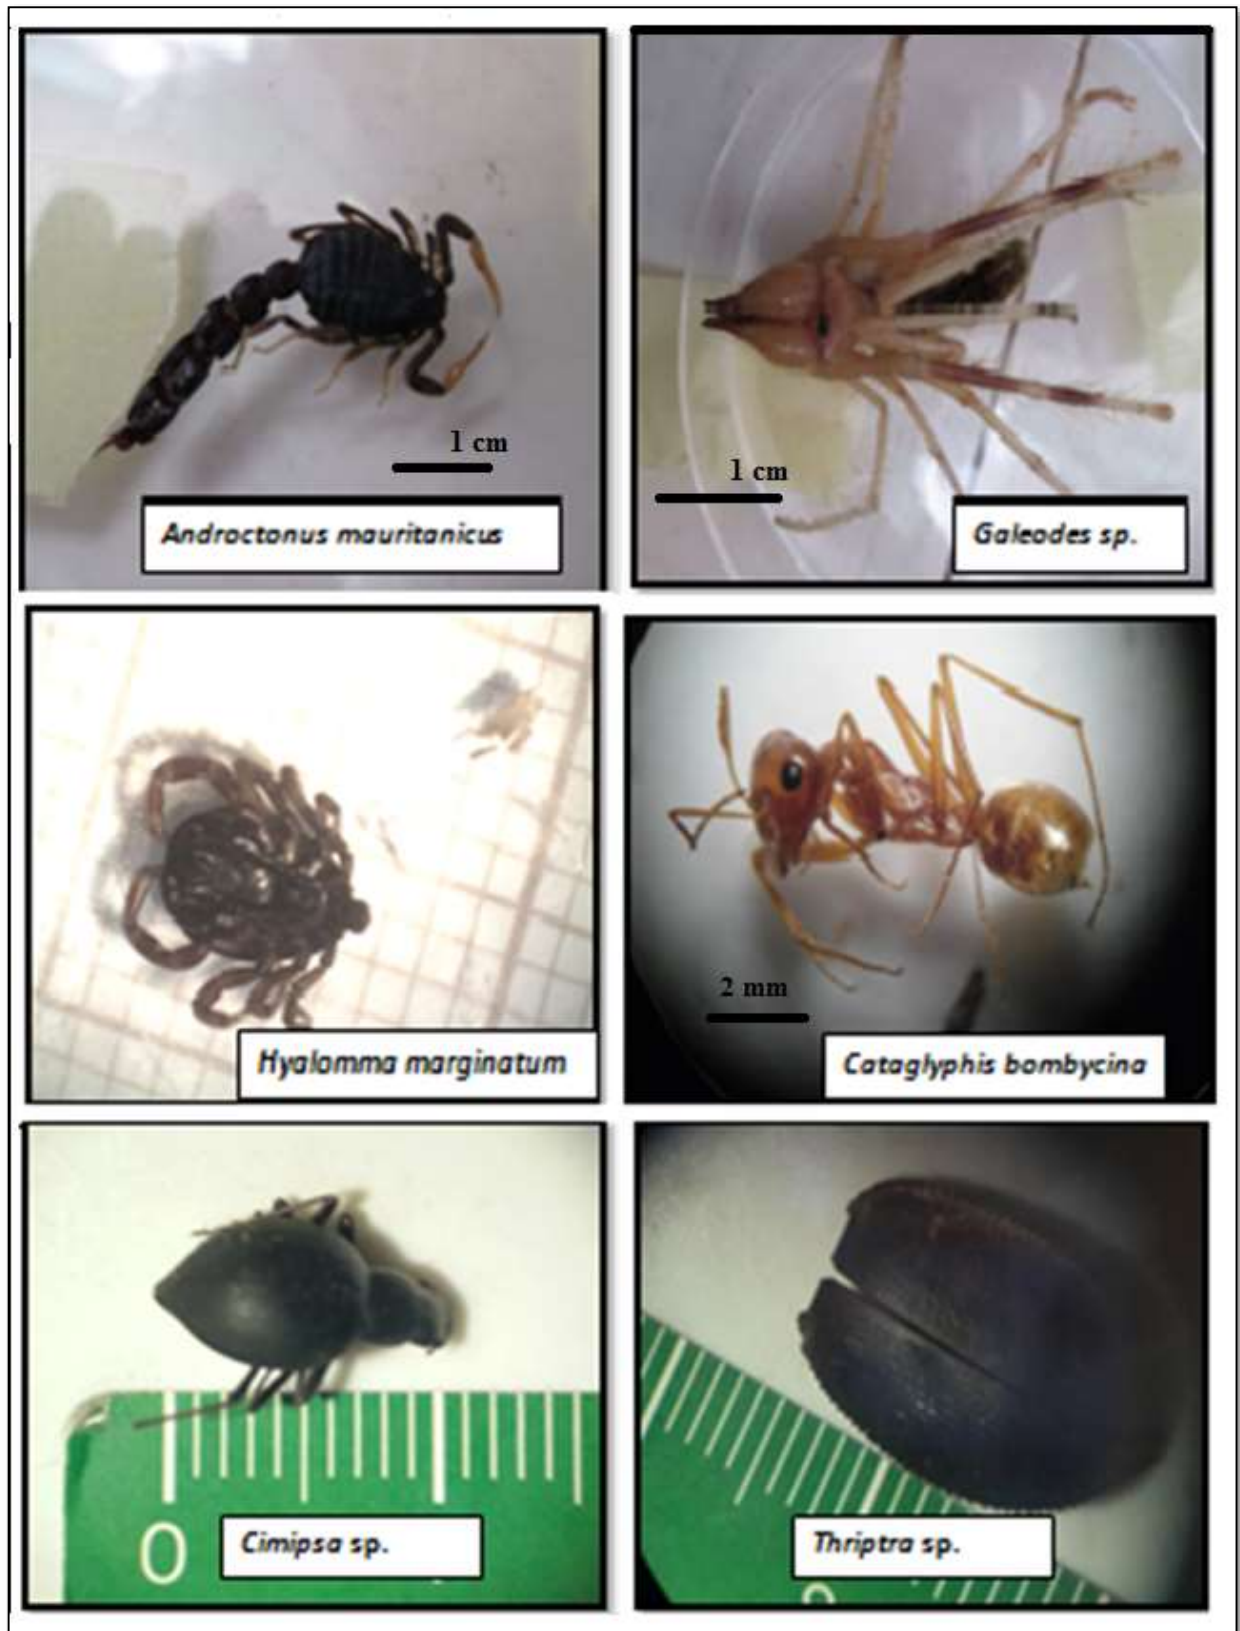 1 cm
Androctonus mauritanicus
1 cm
Galeodes sp.
Hyalomma marginatum
2 mm
Cataglyphis bombycina
0
Cimipsa sp.
Thriptra sp.